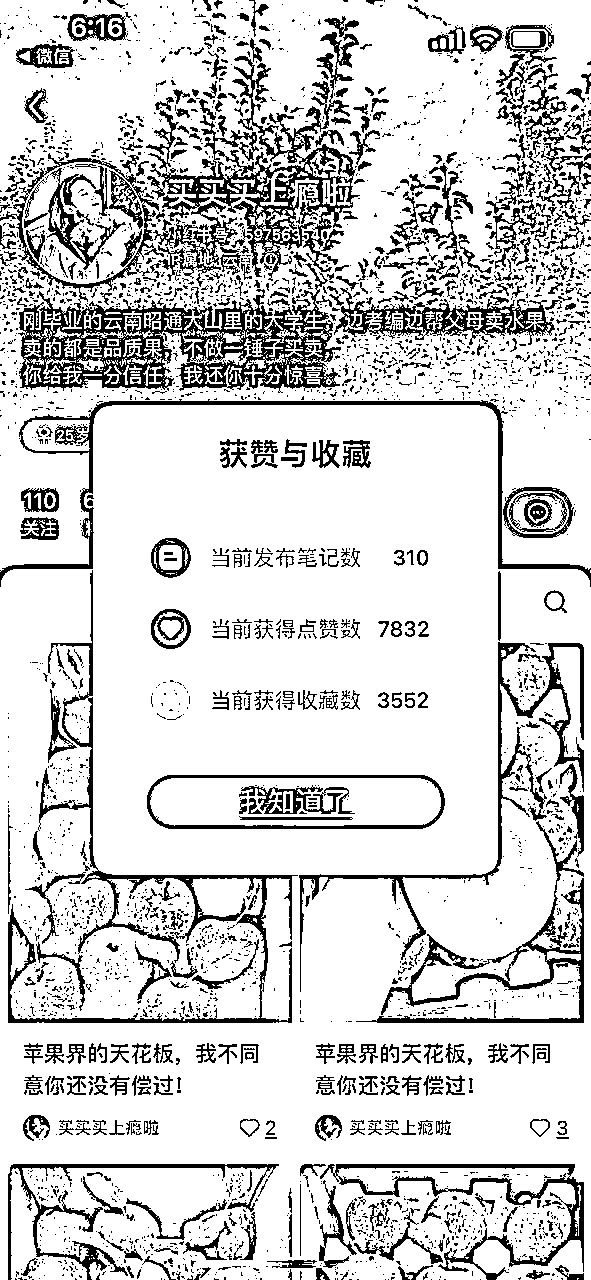 6:16
微信
买买买上瘾啦
刚毕业的云南昭通大山里的大学生，边考编边帮父母卖水果，
卖的都是品质果，不做一锤子买卖，
你给我一分信任，我还你十分惊喜。
25岁
110
关注
获赞与收藏
当前发布笔记数 310
当前获得点赞数 7832
当前获得收藏数 3552
我知道了
苹果界的天花板，我不同
意你还没有偿过！
买买买上瘾啦 2
苹果界的天花板，我不同
意你还没有偿过！
买买买上瘾啦 3